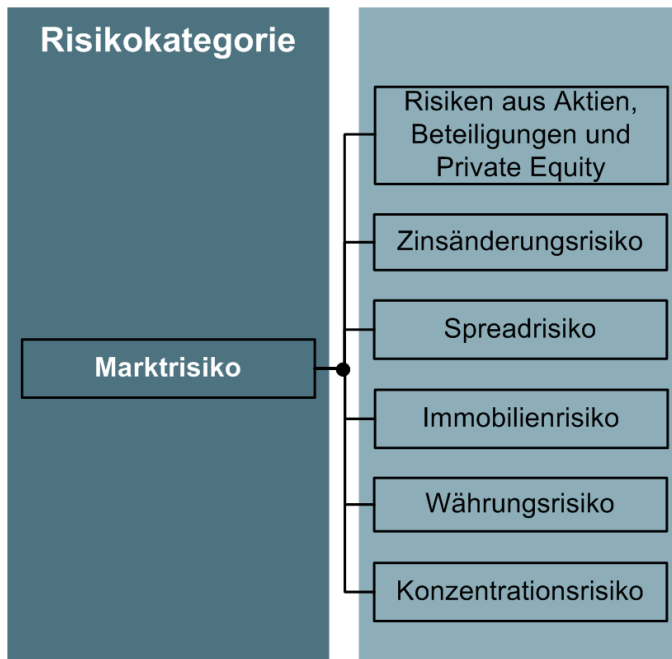 Risikokategorie
Marktrisiko
Risiken aus Aktien,
Beteiligungen und
Private Equity
Zinsänderungsrisiko
Spreadrisiko
Immobilienrisiko
Währungsrisiko
Konzentrationsrisiko